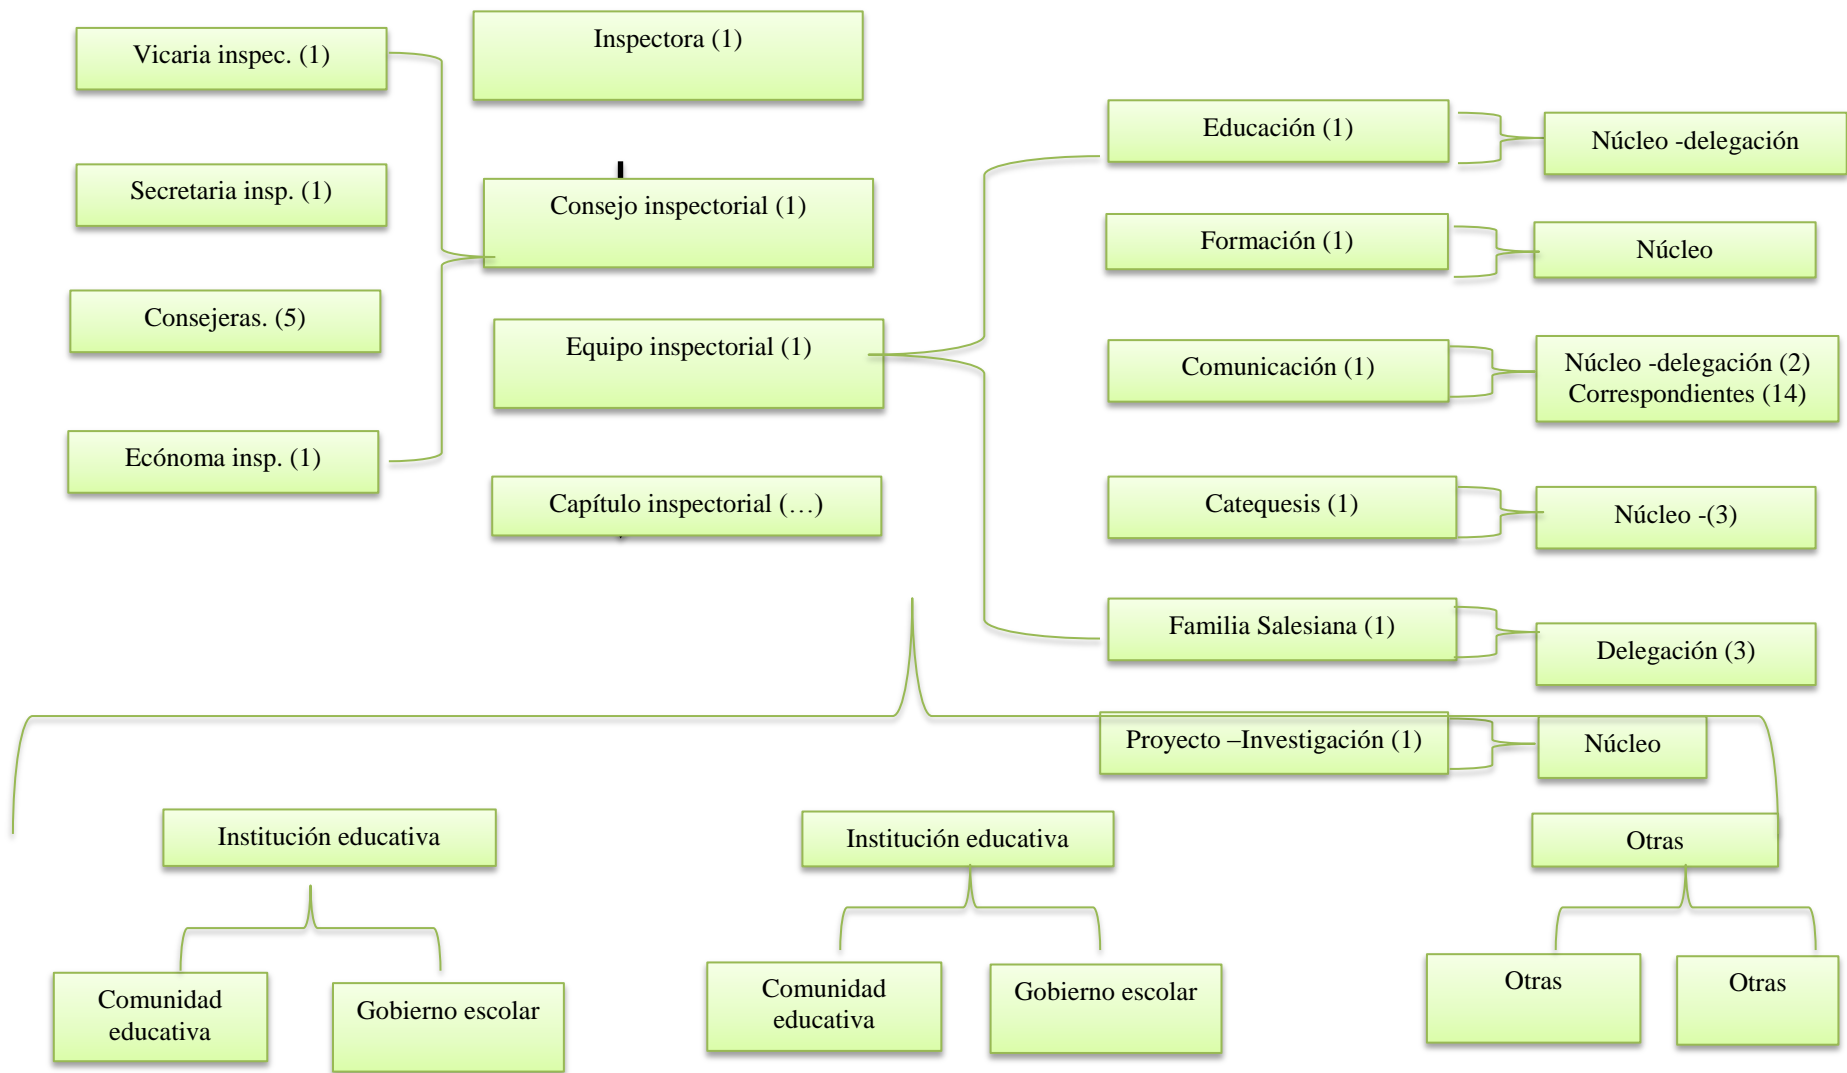 Inspectora (1)
Vicaria inspec. (1)
Secretaria insp. (1)
Consejeras. (5)
Ecónoma insp. (1)
Consejo inspectorial (1)
Equipo inspectorial (1)
Capítulo inspectorial (…)
Educación (1)
Núcleo -delegación
Formación (1)
Núcleo
Comunicación (1)
Núcleo -delegación (2)
Correspondientes (14)
Catequesis (1)
Núcleo -(3)
Familia Salesiana (1)
Delegación (3)
Proyecto –Investigación (1)
Núcleo
Institución educativa
Comunidad
educativa
Gobierno escolar
Institución educativa
Comunidad
educativa
Gobierno escolar
Otras
Otras
Otras